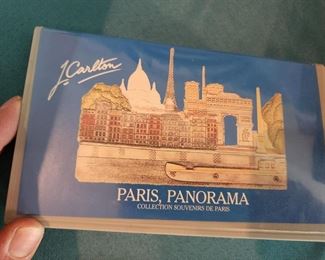 J. Carlton
PARIS, PANORAMA
COLLECTION SOUVENIRS DE PARIS